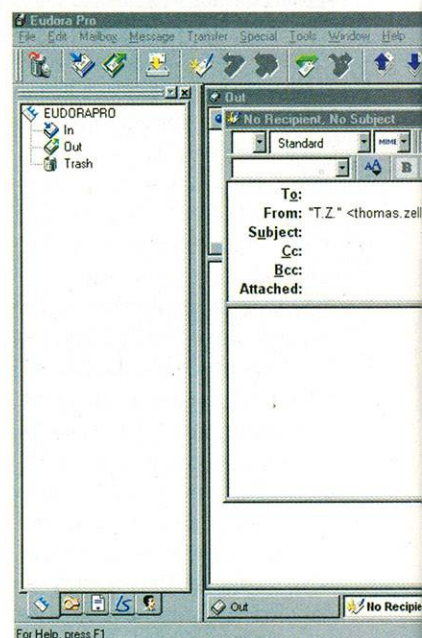 Eudora Pro
File Edit Mailbox Message Transfer Special Tools Window Help
EUDORAPRO
In
Out
Trash
Out
No Recipient, No Subject
Standard
MIME
B
To:
From: "T.Z." <thomas.zell
Subject:
Cc:
Bcc:
Attached:
Out
No Recipie
For Help, press F1